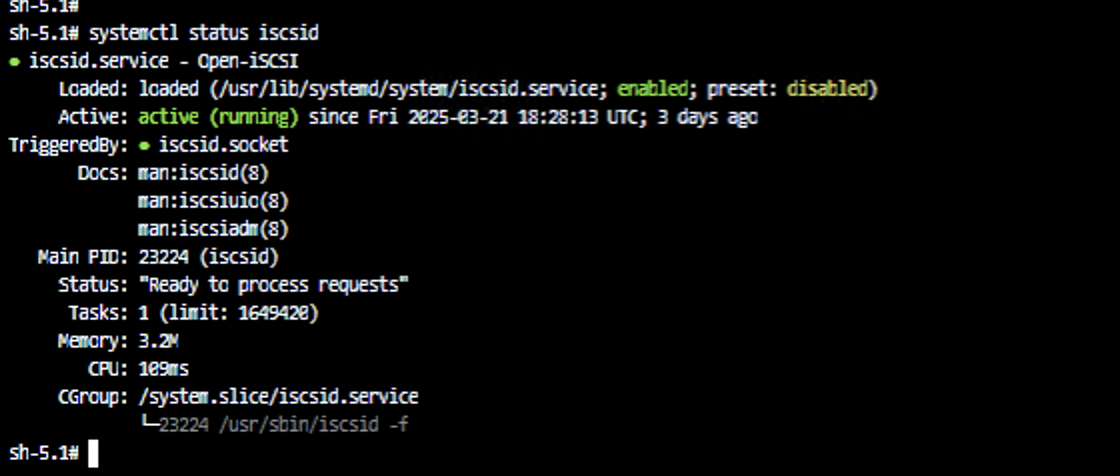 sh-5.1#
sh-5.1# systemctl status iscsid
● iscsid.service - Open-iSCSI
Loaded: loaded (/usr/lib/systemd/system/iscsid.service; enabled; preset: disabled)
Active: active (running) since Fri 2025-03-21 18:28:13 UTC; 3 days ago
TriggeredBy: ● iscsid.socket
Docs: man:iscsid(8)
man:iscsiuio(8)
man:iscsiadm(8)
Main PID: 23224 (iscsid)
Status: "Ready to process requests"
Tasks: 1 (limit: 1649420)
Memory: 3.2M
CPU: 109ms
CGroup: /system.slice/iscsid.service
└─23224 /usr/sbin/iscsid -f
sh-5.1#